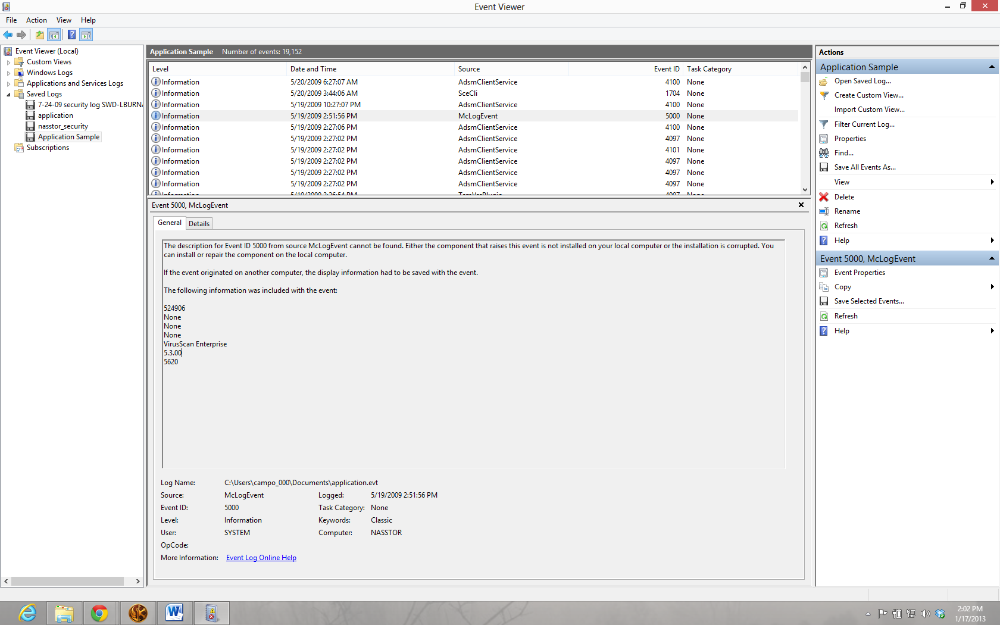 Event Viewer
File Action View Help
Event Viewer (Local)
Custom Views
Windows Logs
Applications and Services Logs
Saved Logs
7-24-09 security log SWD-LBURN
application
nasstor_security
Application Sample
Subscriptions
Application Sample Number of events: 19,152
Level Date and Time Source Event ID Task Category
Information 5/20/2009 6:27:07 AM AdsmClientService 4100 None
Information 5/20/2009 3:44:06 AM SceCli 1704 None
Information 5/19/2009 10:27:07 PM AdsmClientService 4100 None
Information 5/19/2009 2:51:56 PM McLogEvent 5000 None
Information 5/19/2009 2:27:06 PM AdsmClientService 4100 None
Information 5/19/2009 2:27:02 PM AdsmClientService 4097 None
Information 5/19/2009 2:27:02 PM AdsmClientService 4101 None
Information 5/19/2009 2:27:02 PM AdsmClientService 4097 None
Information 5/19/2009 2:27:02 PM AdsmClientService 4097 None
Information 5/19/2009 2:27:02 PM AdsmClientService 4097 None
Information 5/19/2009 2:26:54 PM TsmVssPlugin 4097 None
Event 5000, McLogEvent
General Details
The description for Event ID 5000 from source McLogEvent cannot be found. Either the component that raises this event is not installed on your local computer or the installation is corrupted. You
can install or repair the component on the local computer.
If the event originated on another computer, the display information had to be saved with the event.
The following information was included with the event:
524906
None
None
None
VirusScan Enterprise
5.3.00
5620
Log Name: C:\Users\campo_000\Documents\application.evt
Source: McLogEvent Logged: 5/19/2009 2:51:56 PM
Event ID: 5000 Task Category: None
Level: Information Keywords: Classic
User: SYSTEM Computer: NASSTOR
OpCode:
More Information: Event Log Online Help
Actions
Application Sample
Open Saved Log...
Create Custom View...
Import Custom View...
Filter Current Log...
Properties
Find...
Save All Events As...
View
Delete
Rename
Refresh
Help
Event 5000, McLogEvent
Event Properties
Copy
Save Selected Events...
Refresh
Help
2:02 PM
1/17/2013